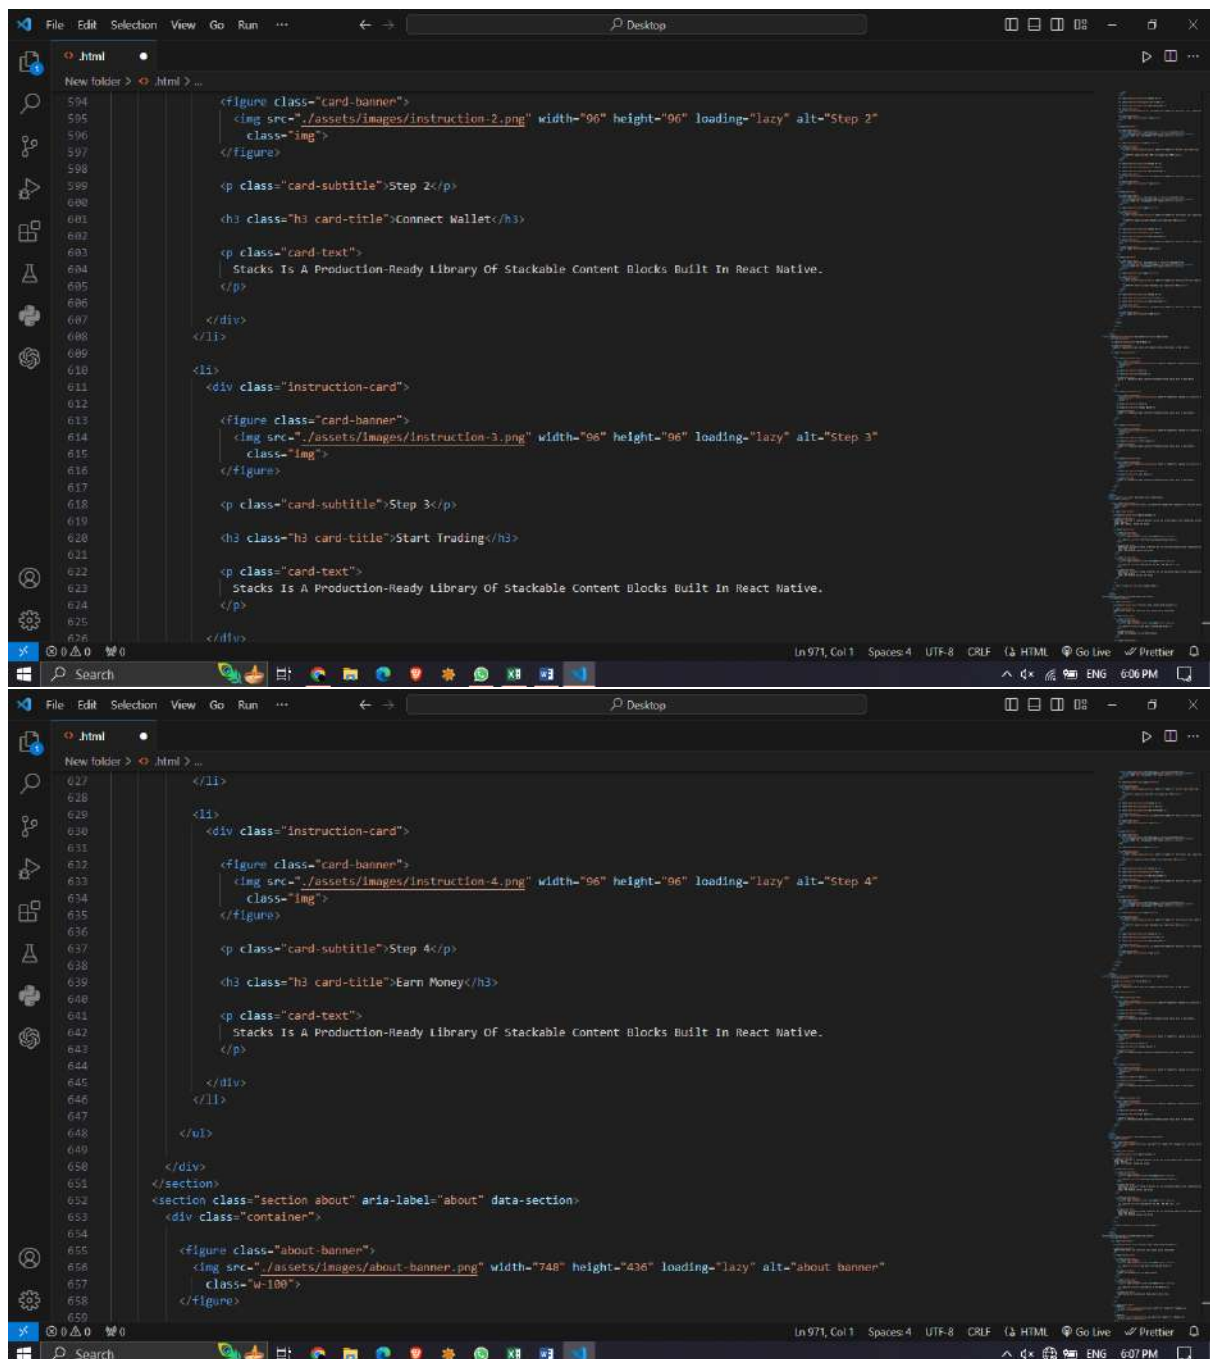 File Edit Selection View Go Run ··· Desktop
.html
New folder > .html > ...
594 <figure class="card-banner">
595 <img src="./assets/images/instruction-2.png" width="96" height="96" loading="lazy" alt="Step 2"
596 class="img">
597 </figure>
598
599 <p class="card-subtitle">Step 2</p>
600
601 <h3 class="h3 card-title">Connect Wallet</h3>
602
603 <p class="card-text">
604 Stacks Is A Production-Ready Library Of Stackable Content Blocks Built In React Native.
605 </p>
606
607 </div>
608 </li>
609
610 <li>
611 <div class="instruction-card">
612
613 <figure class="card-banner">
614 <img src="./assets/images/instruction-3.png" width="96" height="96" loading="lazy" alt="Step 3"
615 class="img">
616 </figure>
617
618 <p class="card-subtitle">Step 3</p>
619
620 <h3 class="h3 card-title">Start Trading</h3>
621
622 <p class="card-text">
623 Stacks Is A Production-Ready Library Of Stackable Content Blocks Built In React Native.
624 </p>
625
626 </div>
0 0 0 Ln 971, Col 1 Spaces: 4 UTF-8 CRLF HTML Go Live Prettier
Search ENG 6:06 PM
File Edit Selection View Go Run ··· Desktop
.html
New folder > .html > ...
627 </li>
628
629 <li>
630 <div class="instruction-card">
631
632 <figure class="card-banner">
633 <img src="./assets/images/instruction-4.png" width="96" height="96" loading="lazy" alt="Step 4"
634 class="img">
635 </figure>
636
637 <p class="card-subtitle">Step 4</p>
638
639 <h3 class="h3 card-title">Earn Money</h3>
640
641 <p class="card-text">
642 Stacks Is A Production-Ready Library Of Stackable Content Blocks Built In React Native.
643 </p>
644
645 </div>
646 </li>
647
648 </ul>
649
650 </div>
651 </section>
652 <section class="section about" aria-label="about" data-section>
653 <div class="container">
654
655 <figure class="about-banner">
656 <img src="./assets/images/about-banner.png" width="748" height="436" loading="lazy" alt="about banner"
657 class="w-100">
658 </figure>
659
0 0 0 Ln 971, Col 1 Spaces: 4 UTF-8 CRLF HTML Go Live Prettier
Search ENG 6:07 PM